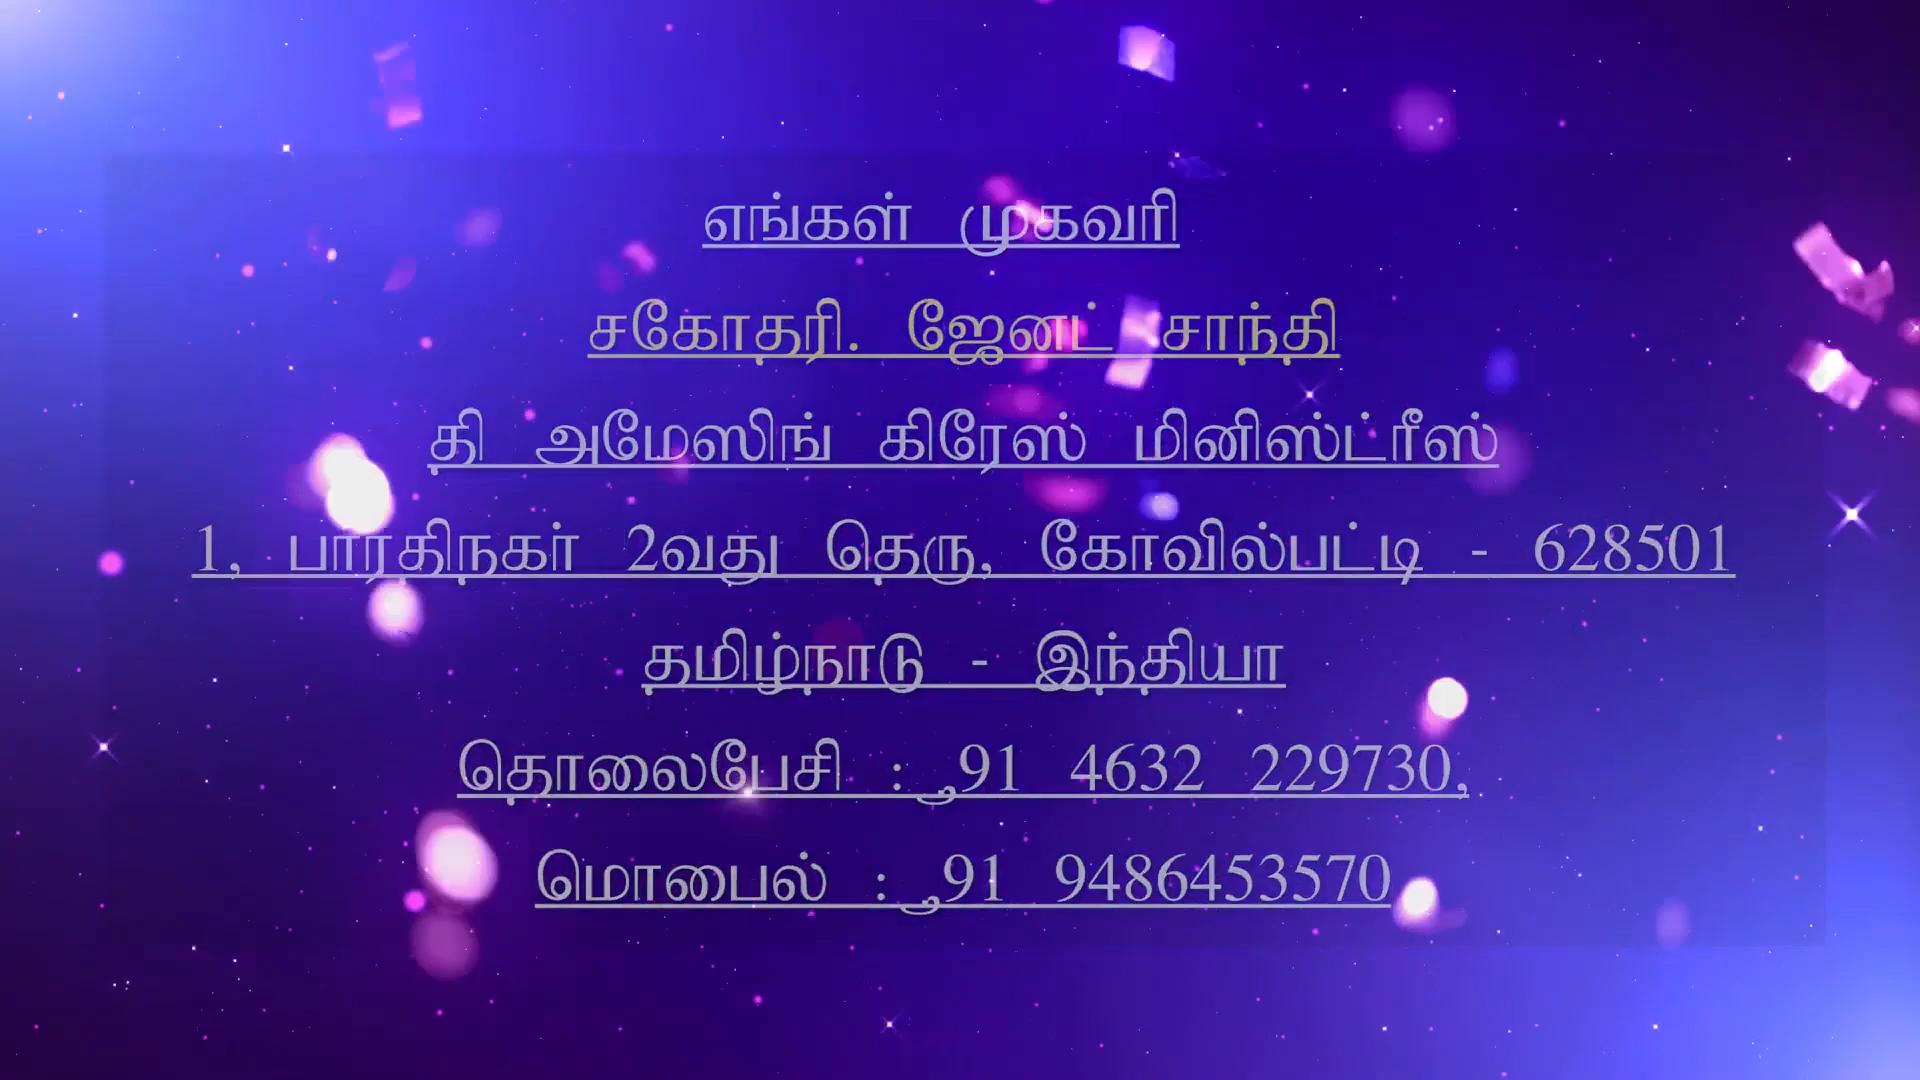 எங்கள் முகவரி
சகோதரி. ஜேனட் சாந்தி
தி அமேஸிங் கிரேஸ் மினிஸ்ட்ரீஸ்
1, பாரதிநகர் 2வது தெரு, கோவில்பட்டி - 628501
தமிழ்நாடு - இந்தியா
தொலைபேசி : ு91 4632 229730,
மொபைல் : ு91 9486453570